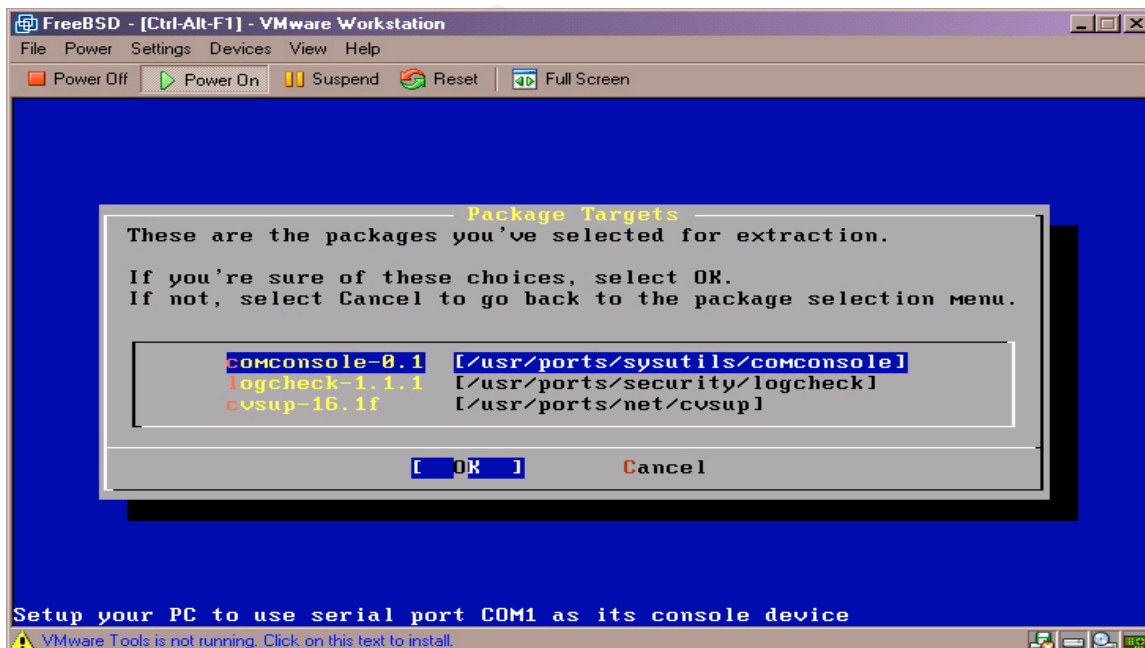 FreeBSD - [Ctrl-Alt-F1] - VMware Workstation
File Power Settings Devices View Help
Power Off Power On Suspend Reset Full Screen
Package Targets
These are the packages you've selected for extraction.
If you're sure of these choices, select OK.
If not, select Cancel to go back to the package selection menu.
comconsole-0.1 [/usr/ports/sysutils/comconsole]
logcheck-1.1.1 [/usr/ports/security/logcheck]
cvsup-16.1f [/usr/ports/net/cvsup]
[ OK ] Cancel
Setup your PC to use serial port COM1 as its console device
VMware Tools is not running. Click on this text to install.